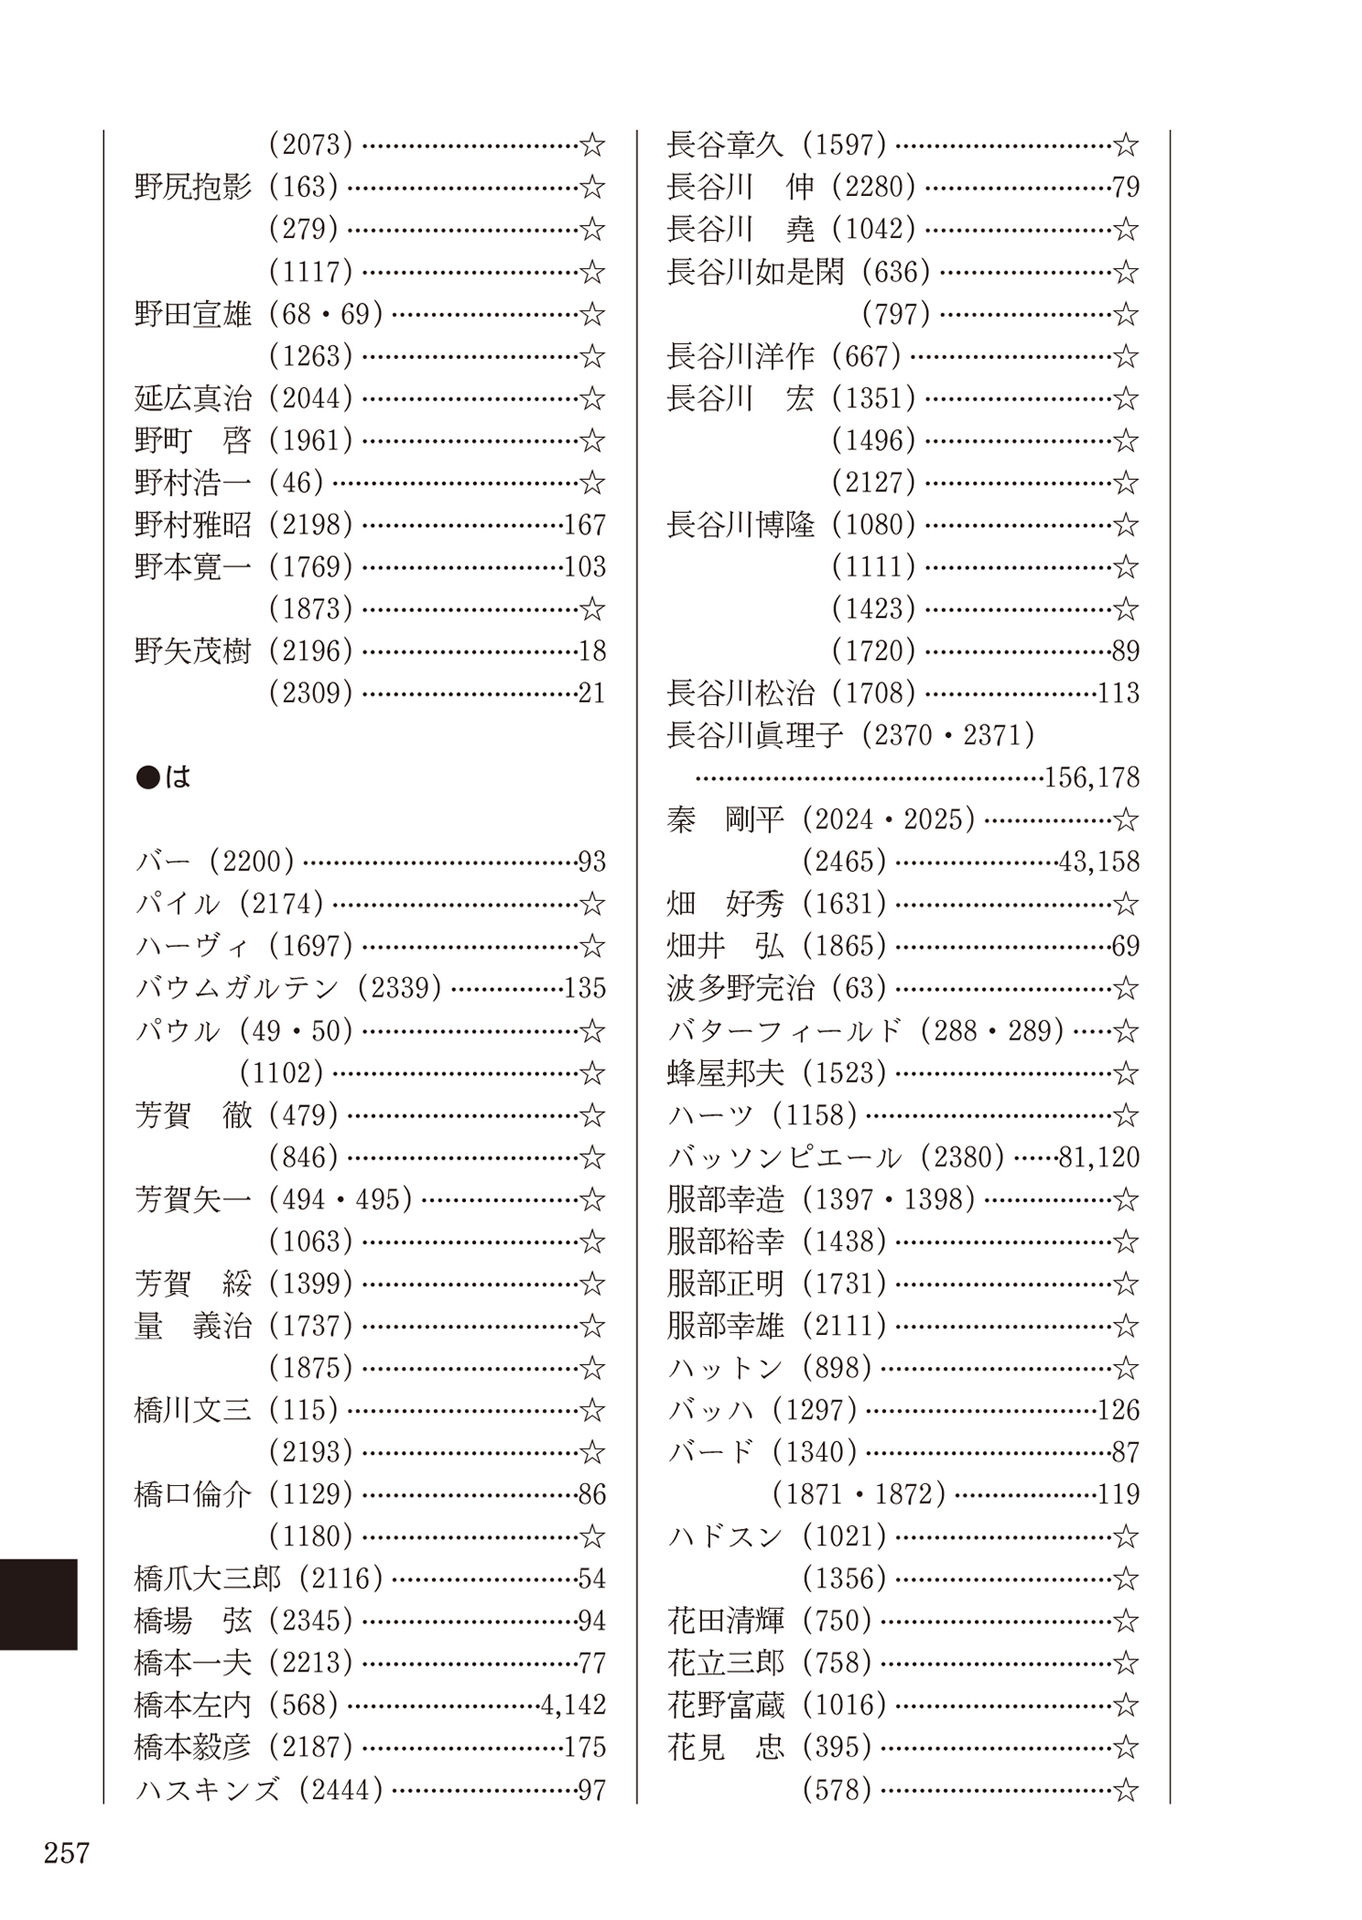 (2073)…………………………☆
野尻抱影(163)…………………………☆
(279)…………………………☆
(1117)…………………………☆
野田宣雄(68・69)……………………☆
(1263)…………………………☆
延広真治(2044)…………………………☆
野町　啓(1961)…………………………☆
野村浩一(46)……………………………☆
野村雅昭(2198)………………………167
野本寛一(1769)………………………103
(1873)…………………………☆
野矢茂樹(2196)…………………………18
(2309)…………………………21
●は
バー(2200)………………………………93
パイル(2174)……………………………☆
ハーヴィ(1697)…………………………☆
バウムガルテン(2339)……………135
パウル(49・50)…………………………☆
(1102)……………………………☆
芳賀　徹(479)…………………………☆
(846)…………………………☆
芳賀矢一(494・495)…………………☆
(1063)…………………………☆
芳賀　綏(1399)…………………………☆
量　義治(1737)…………………………☆
(1875)…………………………☆
橋川文三(115)…………………………☆
(2193)…………………………☆
橋口倫介(1129)…………………………86
(1180)…………………………☆
橋爪大三郎(2116)……………………54
橋場　弦(2345)…………………………94
橋本一夫(2213)…………………………77
橋本左内(568)……………………4,142
橋本毅彦(2187)………………………175
ハスキンズ(2444)……………………97
長谷章久(1597)…………………………☆
長谷川　伸(2280)……………………79
長谷川　堯(1042)……………………☆
長谷川如是閑(636)…………………☆
(797)…………………☆
長谷川洋作(667)………………………☆
長谷川　宏(1351)……………………☆
(1496)……………………☆
(2127)……………………☆
長谷川博隆(1080)……………………☆
(1111)……………………☆
(1423)……………………☆
(1720)……………………89
長谷川松治(1708)…………………113
長谷川眞理子(2370・2371)
………………………………………156,178
秦　剛平(2024・2025)……………☆
(2465)…………………43,158
畑　好秀(1631)…………………………☆
畑井　弘(1865)…………………………69
波多野完治(63)…………………………☆
バターフィールド(288・289)……☆
蜂屋邦夫(1523)…………………………☆
ハーツ(1158)……………………………☆
バッソンピエール(2380)……81,120
服部幸造(1397・1398)……………☆
服部裕幸(1438)…………………………☆
服部正明(1731)…………………………☆
服部幸雄(2111)…………………………☆
ハットン(898)…………………………☆
バッハ(1297)…………………………126
バード(1340)……………………………87
(1871・1872)………………119
ハドスン(1021)…………………………☆
(1356)…………………………☆
花田清輝(750)…………………………☆
花立三郎(758)…………………………☆
花野富蔵(1016)…………………………☆
花見　忠(395)…………………………☆
(578)…………………………☆
257